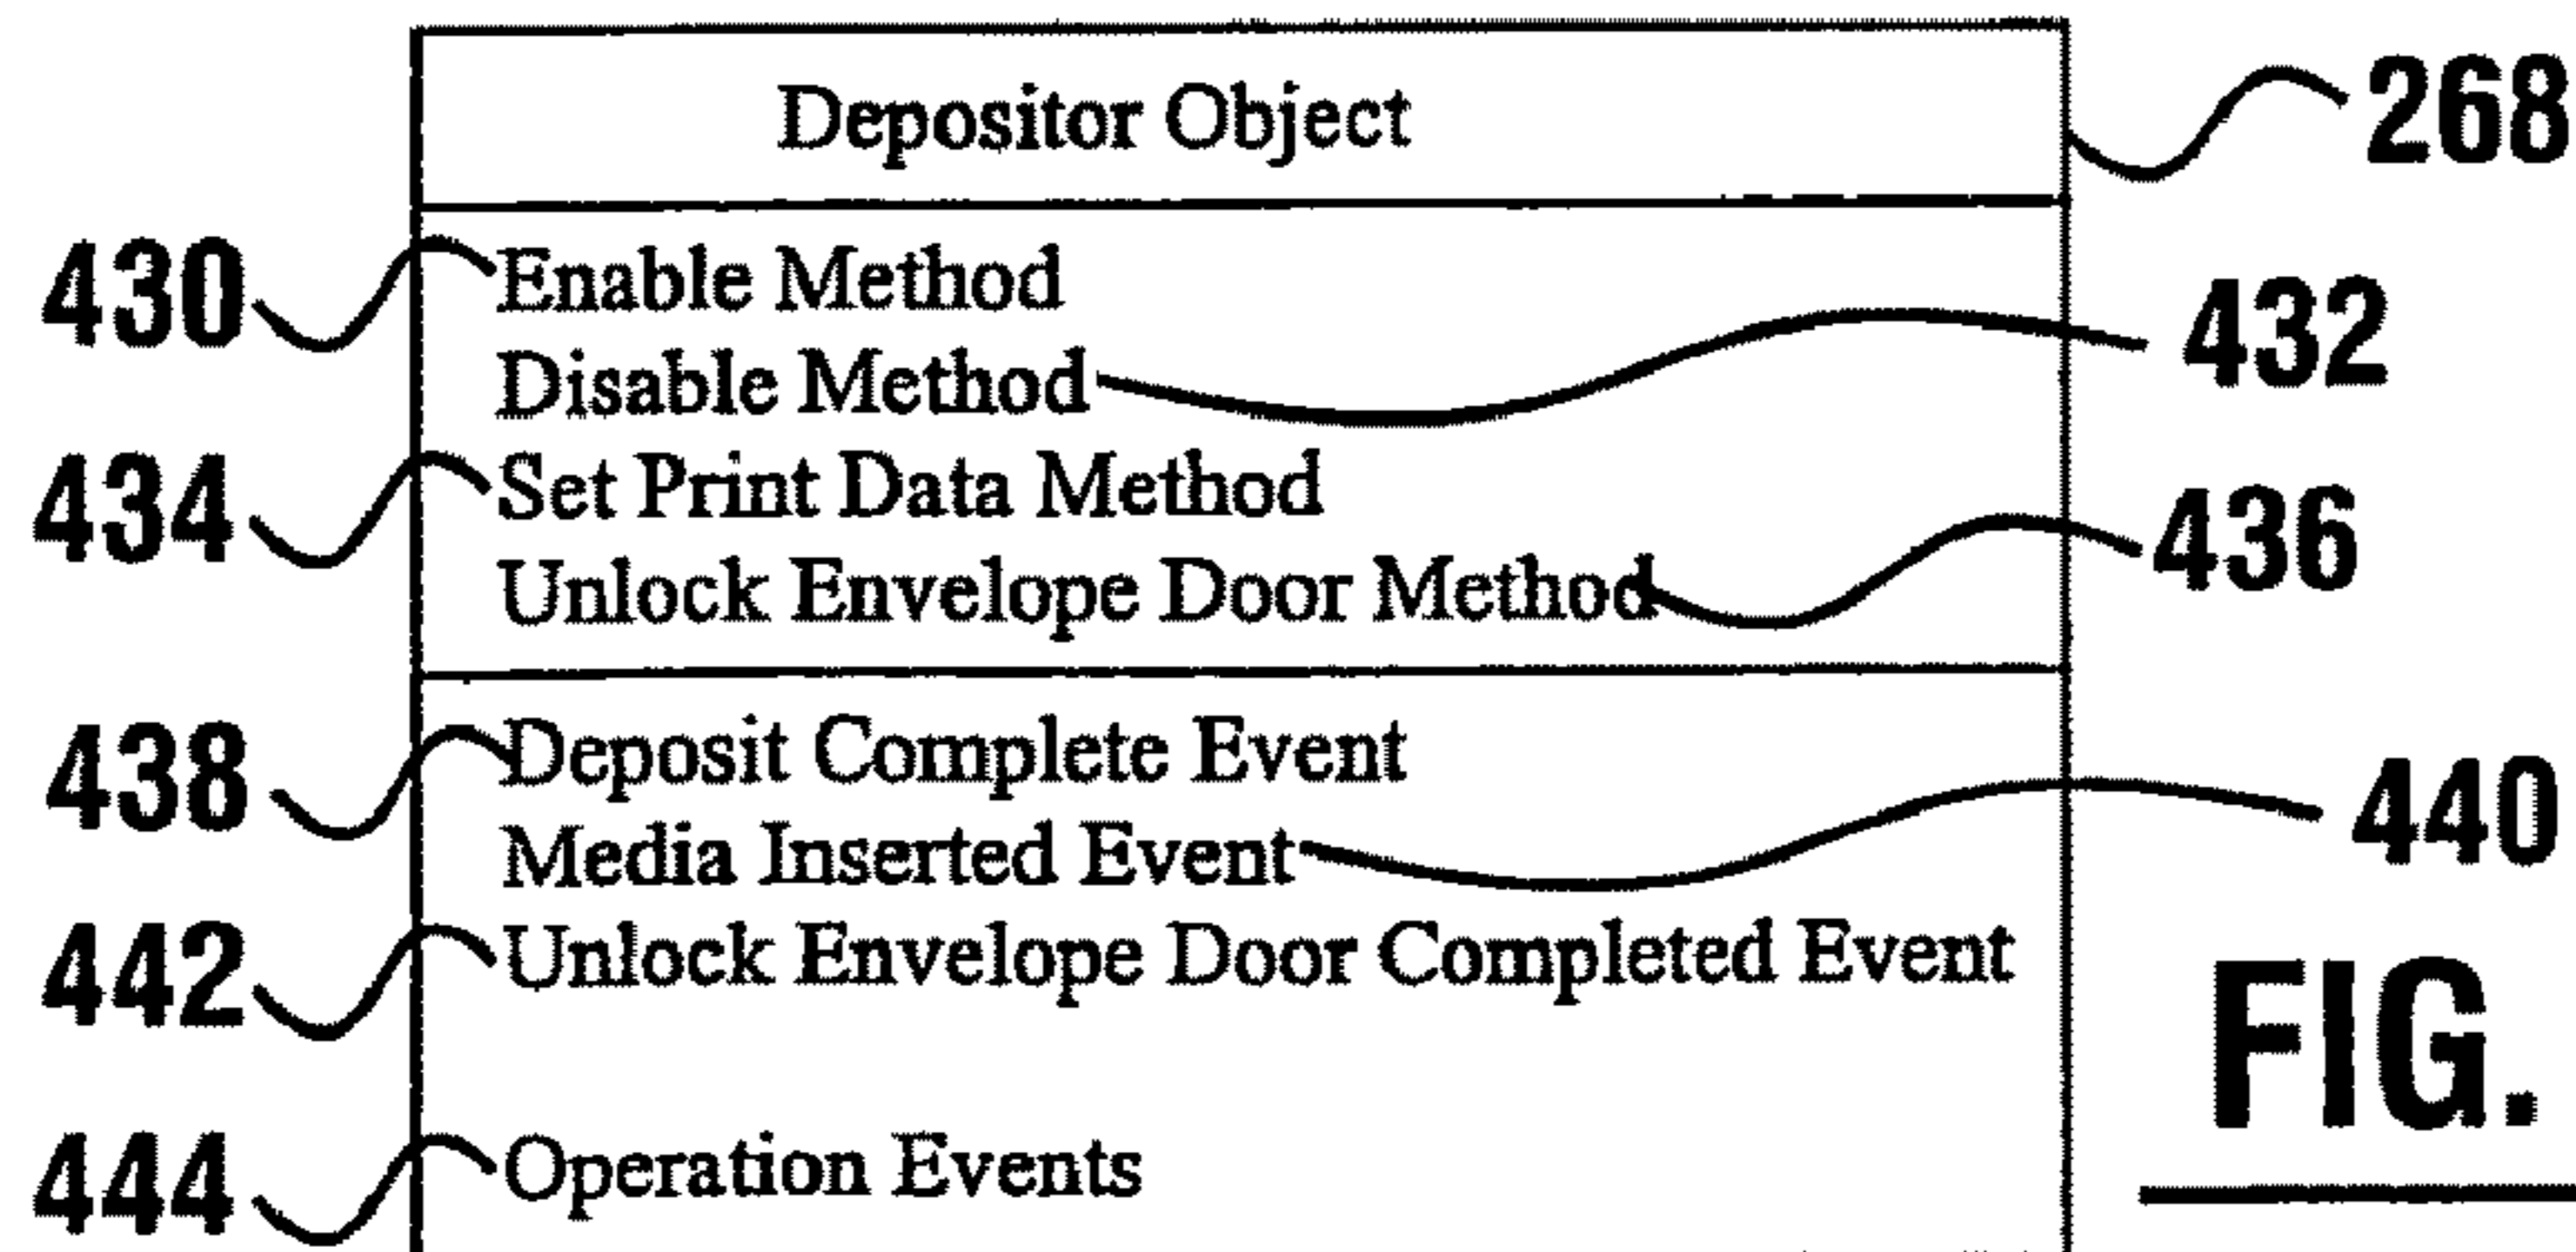 Depositor Object 268
430 Enable Method
Disable Method 432
434 Set Print Data Method
Unlock Envelope Door Method 436
438 Deposit Complete Event
Media Inserted Event 440
442 Unlock Envelope Door Completed Event
FIG.
444 Operation Events